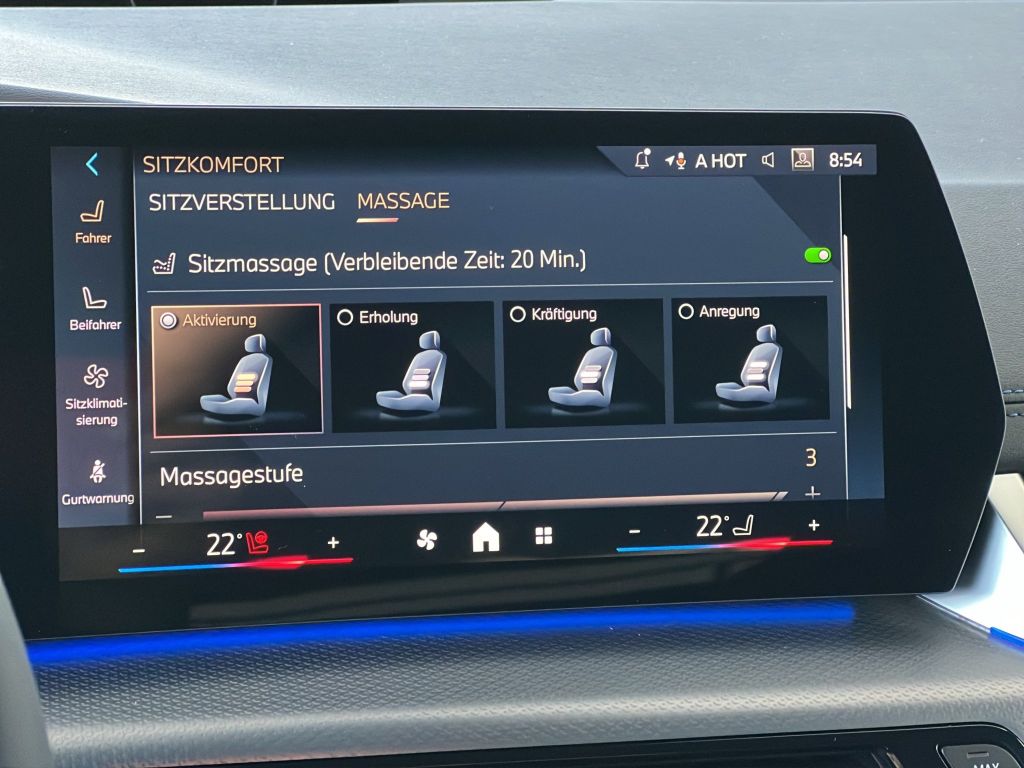 SITZKOMFORT
A HOT
8:54
SITZVERSTELLUNG MASSAGE
Fahrer
Sitzmassage (Verbleibende Zeit: 20 Min.)
Beifahrer
Aktivierung
Erholung
Kräftigung
Anregung
Sitzklimati-
sierung
Gurtwarnung
Massagestufe
3
- +
- 22° +
- 22° +
MAX